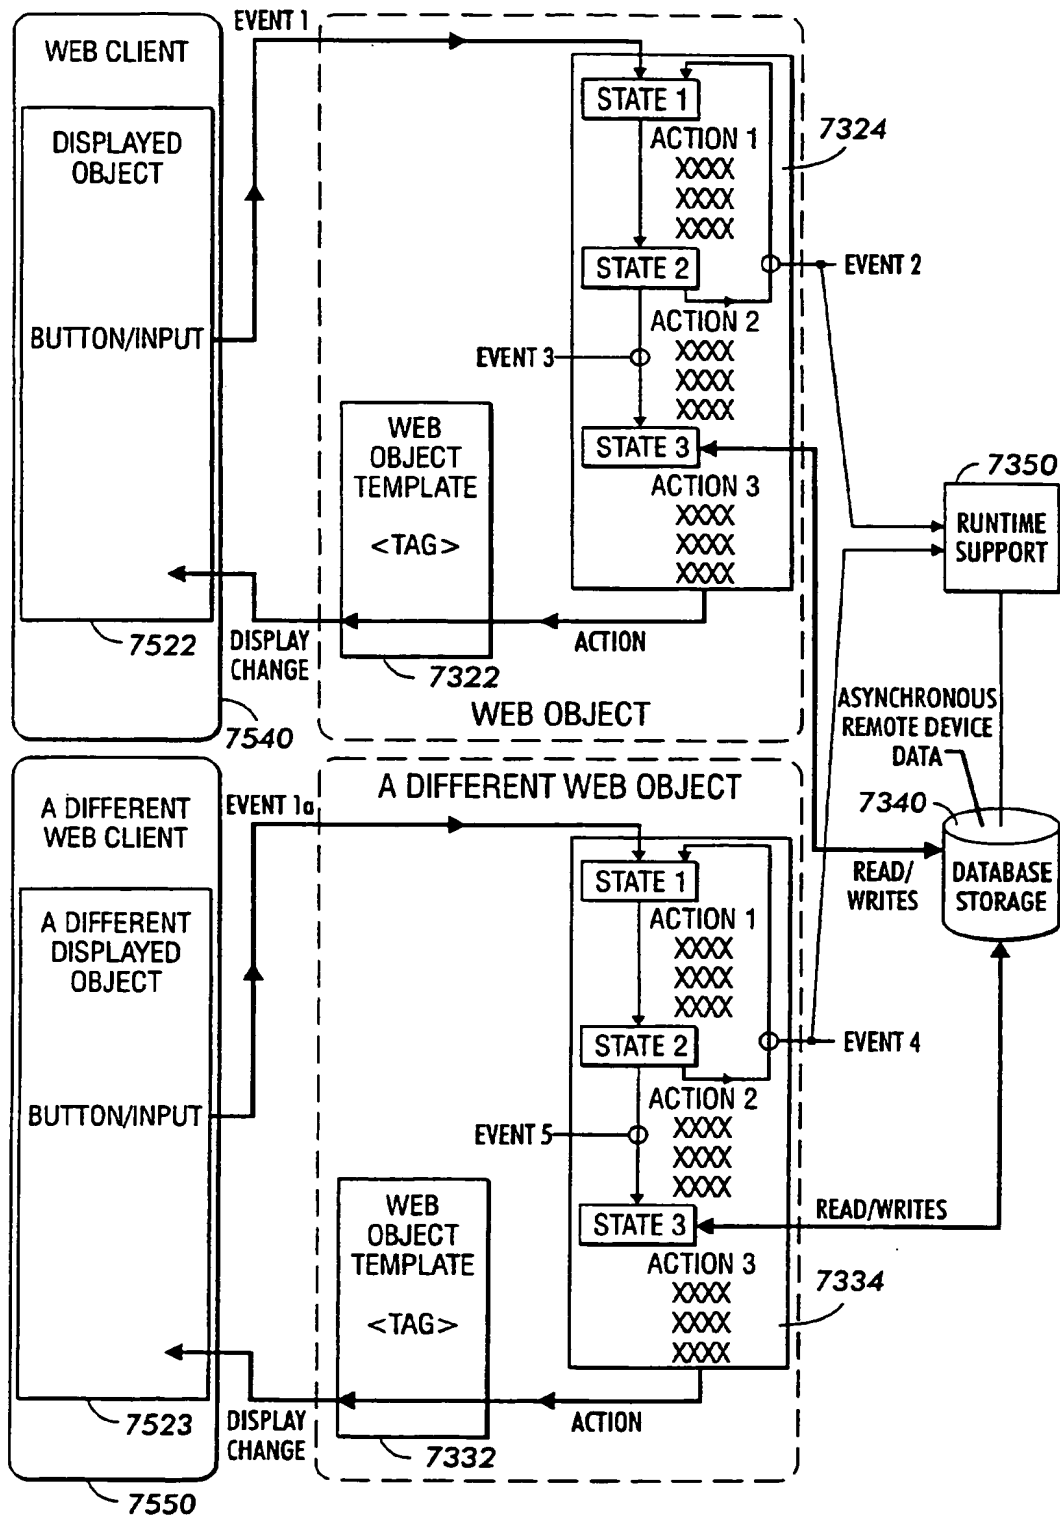 EVENT 1
WEB CLIENT
DISPLAYED
OBJECT
BUTTON/INPUT
7522
7540
DISPLAY
CHANGE
WEB
OBJECT
TEMPLATE
<TAG>
7322
WEB OBJECT
ACTION
STATE 1
ACTION 1
XXXX
XXXX
XXXX
STATE 2
ACTION 2
XXXX
XXXX
XXXX
EVENT 3
STATE 3
ACTION 3
XXXX
XXXX
XXXX
7324
EVENT 2
7350
RUNTIME
SUPPORT
ASYNCHRONOUS
REMOTE DEVICE
DATA
7340
DATABASE
STORAGE
READ/
WRITES
A DIFFERENT
WEB CLIENT
EVENT 1a
A DIFFERENT
DISPLAYED
OBJECT
BUTTON/INPUT
7523
7550
DISPLAY
CHANGE
A DIFFERENT WEB OBJECT
WEB
OBJECT
TEMPLATE
<TAG>
7332
ACTION
STATE 1
ACTION 1
XXXX
XXXX
XXXX
STATE 2
ACTION 2
XXXX
XXXX
XXXX
EVENT 5
STATE 3
ACTION 3
XXXX
XXXX
XXXX
EVENT 4
READ/WRITES
7334